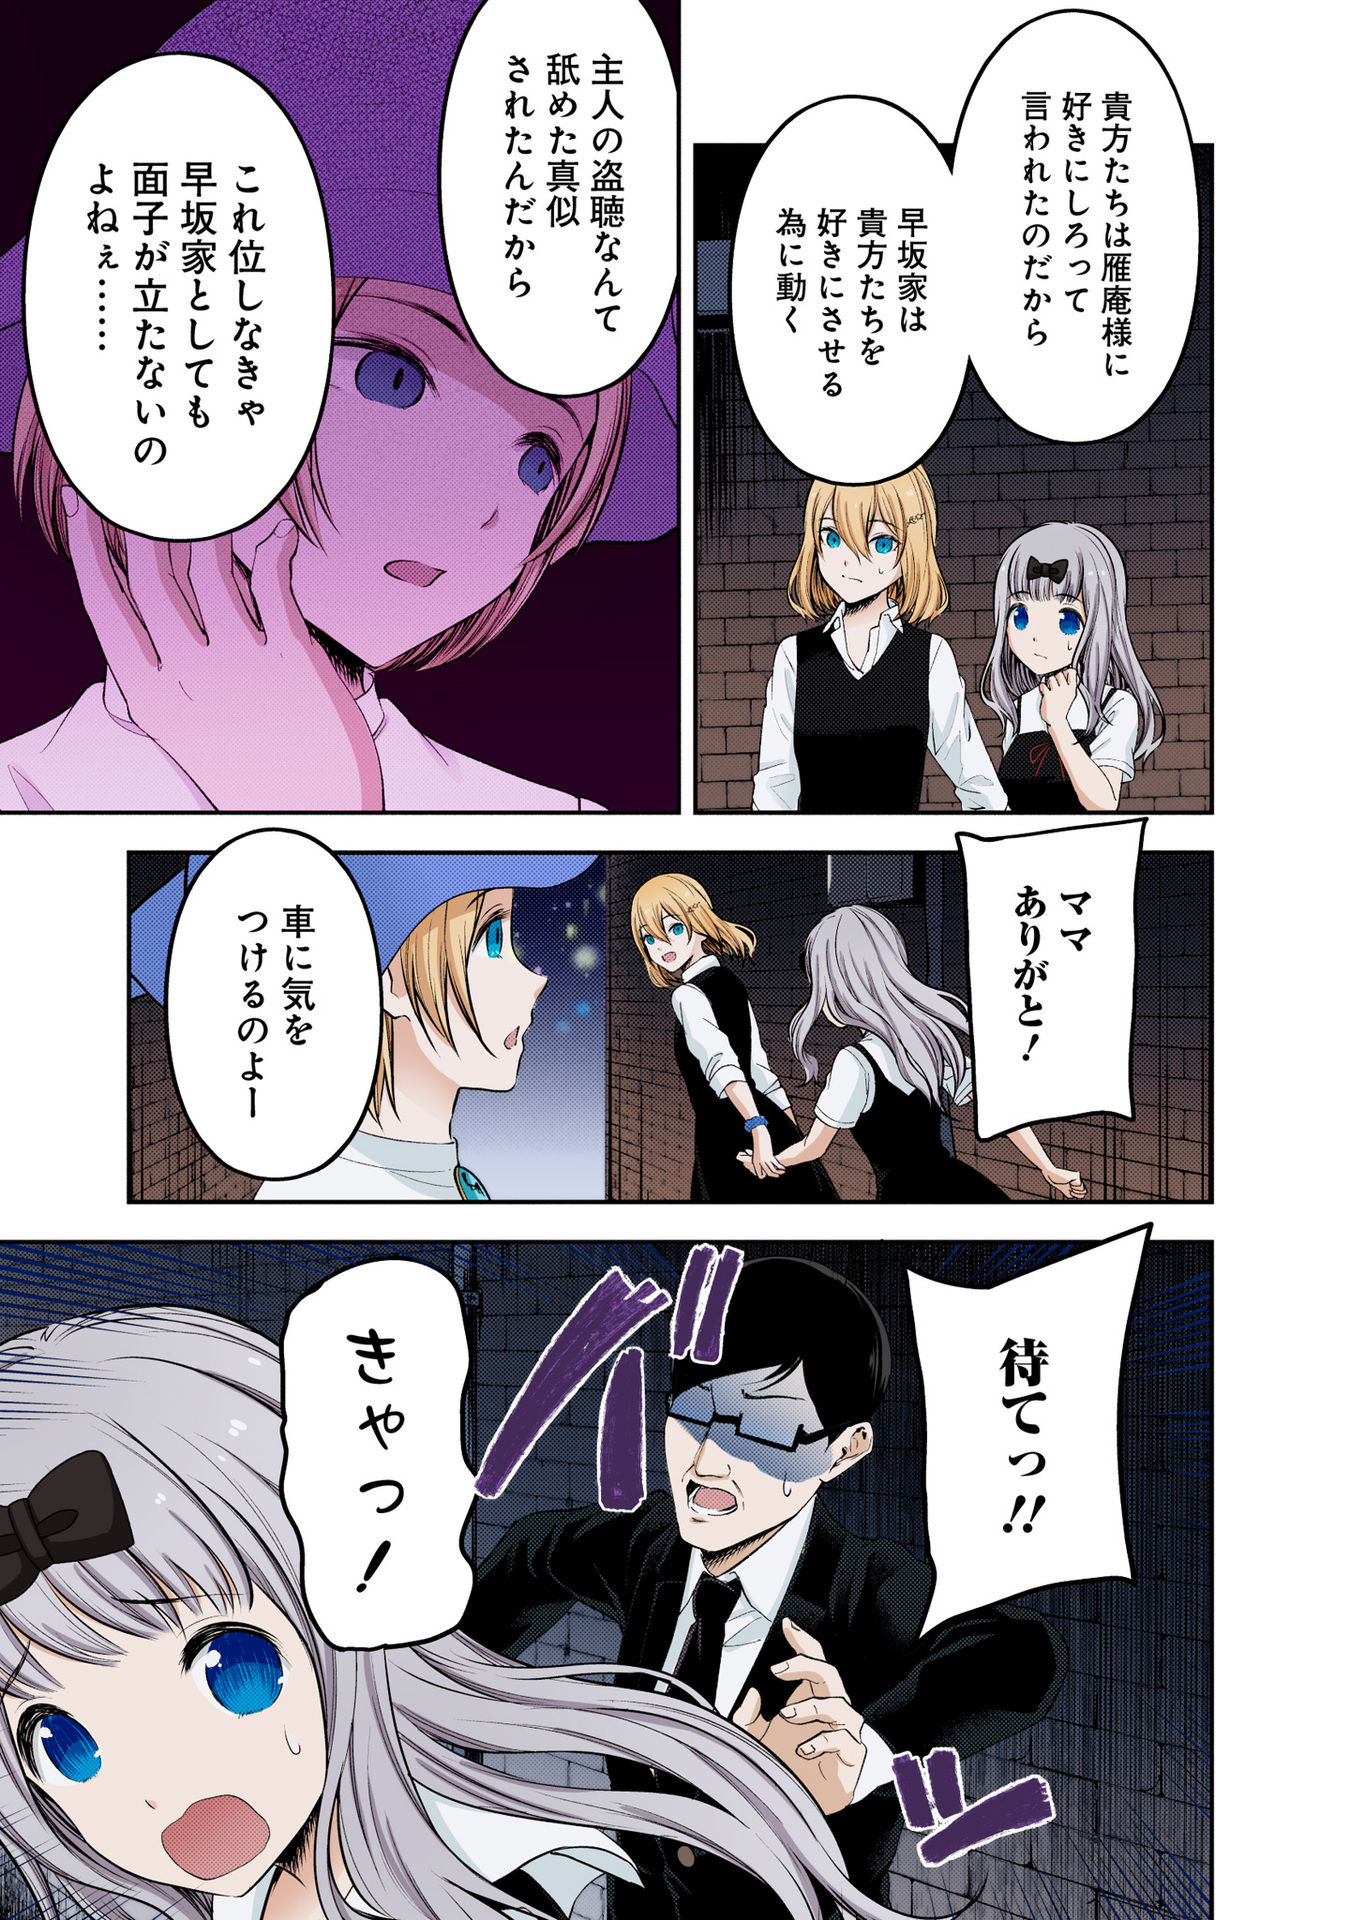 貴方たちは雁庵様に
好きにしろって
言われたのだから
早坂家は
貴方たちを
好きにさせる
為に動く
主人の盗聴なんて
舐めた真似
されたんだから
これ位しなきゃ
早坂家としても
面子が立たないの
よねぇ……
ママ
ありがと!
車に気を
つけるのよー
待てっ!!
バッ
きゃっ!